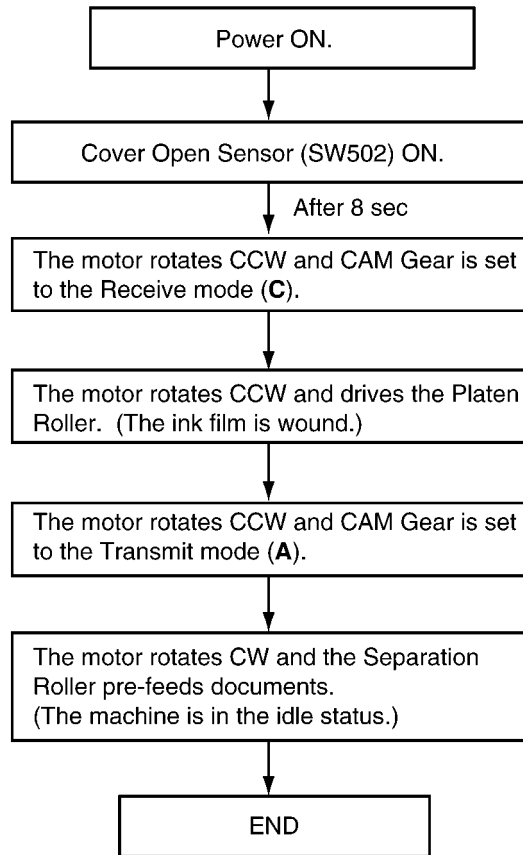 Power ON.
Cover Open Sensor (SW502) ON.
After 8 sec
The motor rotates CCW and CAM Gear is set
to the Receive mode (C).
The motor rotates CCW and drives the Platen
Roller.  (The ink film is wound.)
The motor rotates CCW and CAM Gear is set
to the Transmit mode (A).
The motor rotates CW and the Separation
Roller pre-feeds documents.
(The machine is in the idle status.)
END